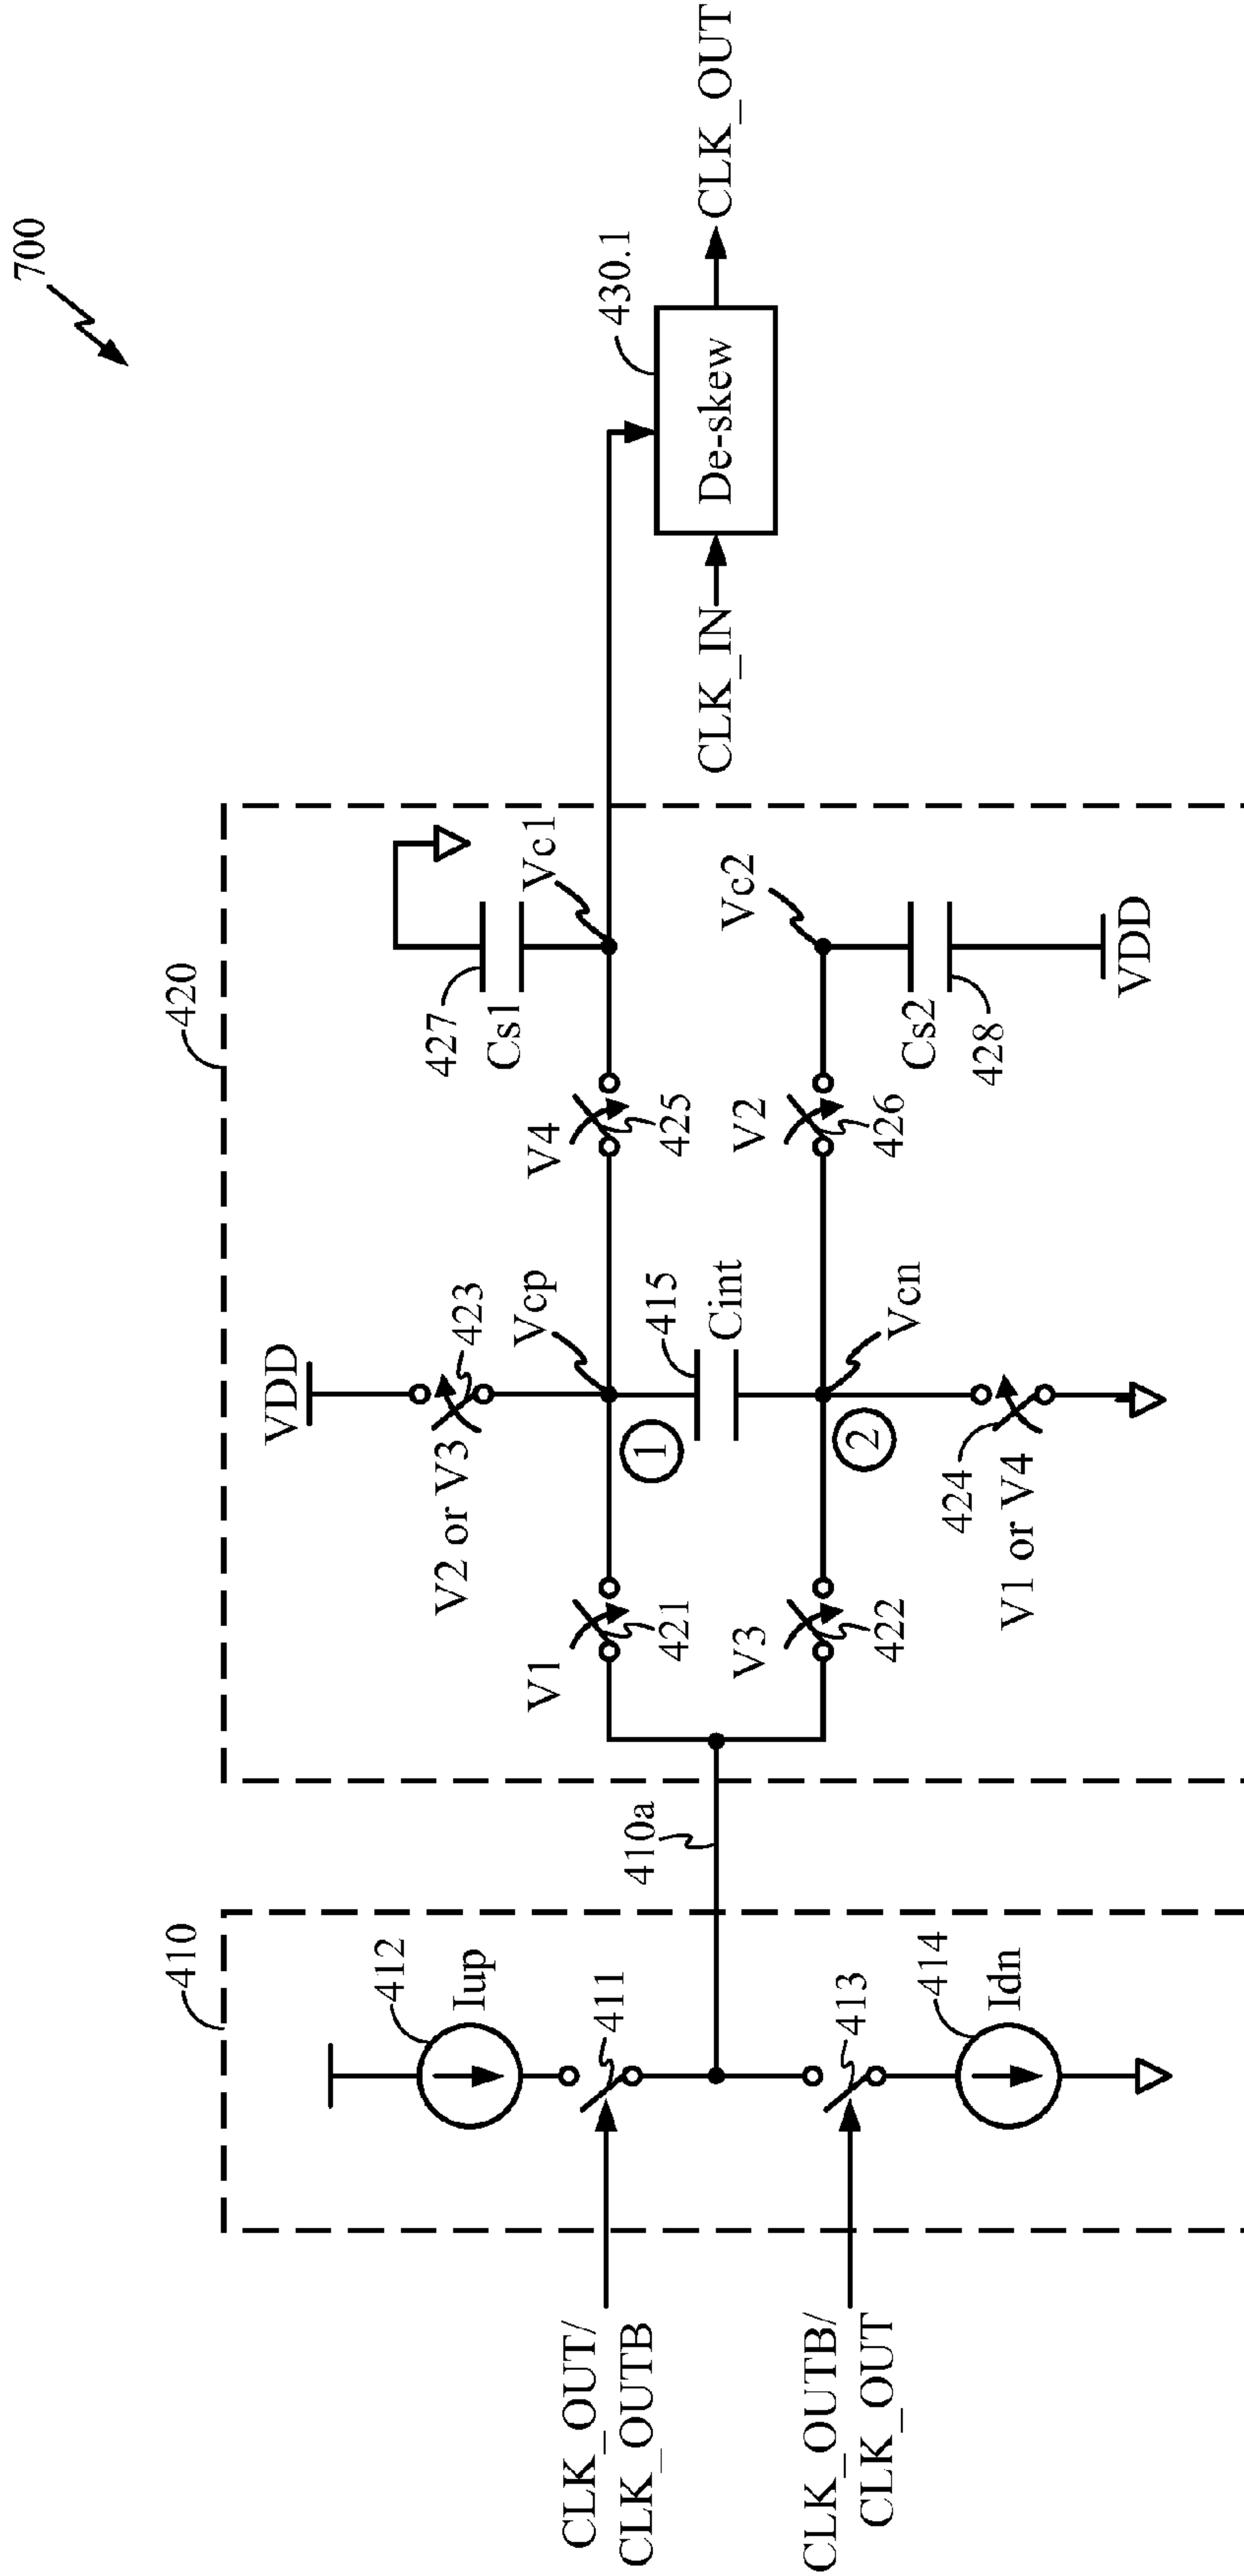 700
420
410
VDD
V2 or V3
423
427
Cs1
412
Iup
411
V1
421
Vcp
1
415
Cint
V4
425
Vc1
430.1
De-skew
CLK_IN
CLK_OUT
410a
CLK_OUT/
CLK_OUTB
CLK_OUTB/
CLK_OUT
413
414
Idn
V3
422
2
Vcn
424
V1 or V4
V2
426
Vc2
Cs2
428
VDD